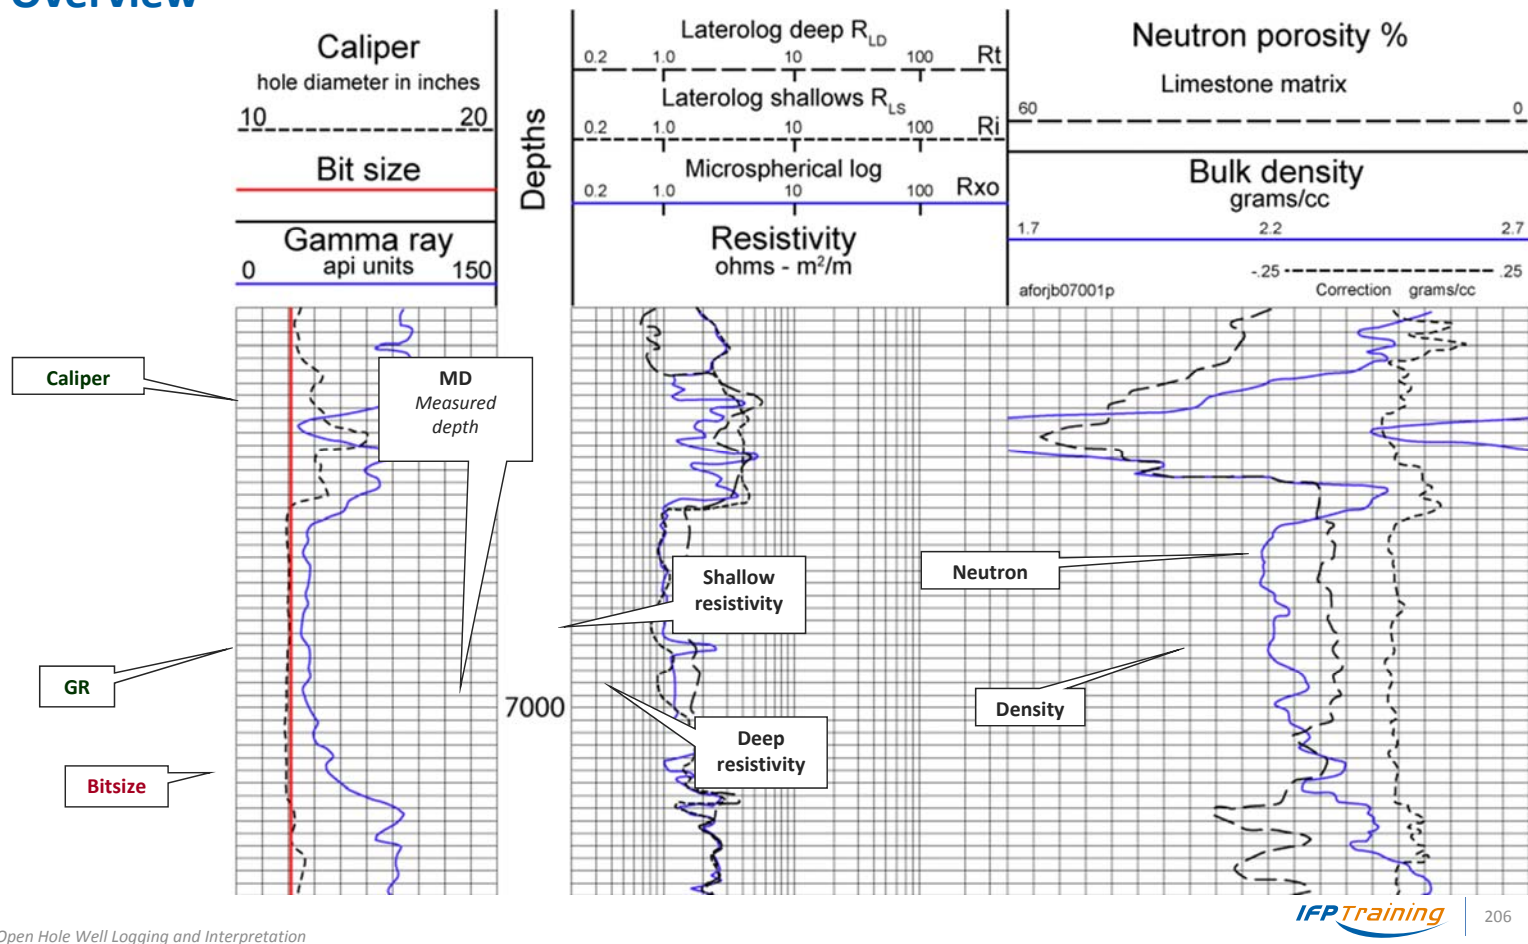 Overview
Caliper
hole diameter in inches
10 20
Bit size
Gamma ray
api units
0 150
Depths
Laterolog deep RLD
0.2 1.0 10 100 Rt
Laterolog shallows RLS
0.2 1.0 10 100 Ri
Microspherical log
0.2 1.0 10 100 Rxo
Resistivity
ohms - m²/m
Neutron porosity %
Limestone matrix
60 0
Bulk density
grams/cc
1.7 2.2 2.7
-.25 .25
aforjb07001p Correction grams/cc
Caliper
MD
Measured
depth
Shallow
resistivity
Neutron
GR
7000
Density
Deep
resistivity
Bitsize
IFP Training
206
Open Hole Well Logging and Interpretation